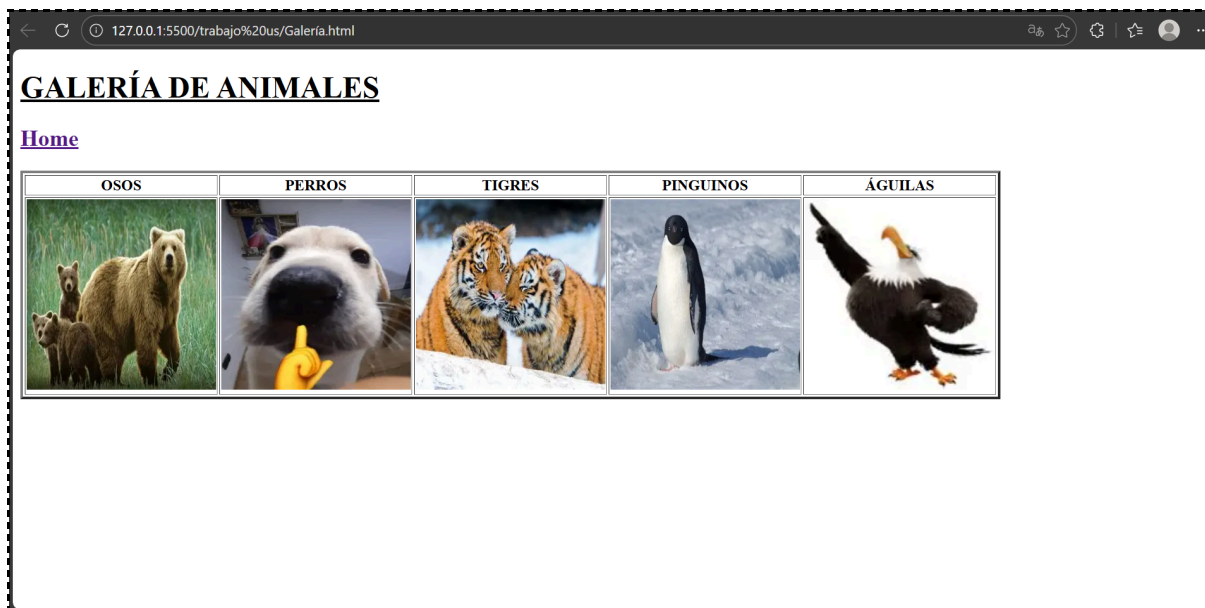 127.0.0.1:5500/trabajo%20us/Galería.html
GALERÍA DE ANIMALES
Home
OSOS PERROS TIGRES PINGUINOS ÁGUILAS